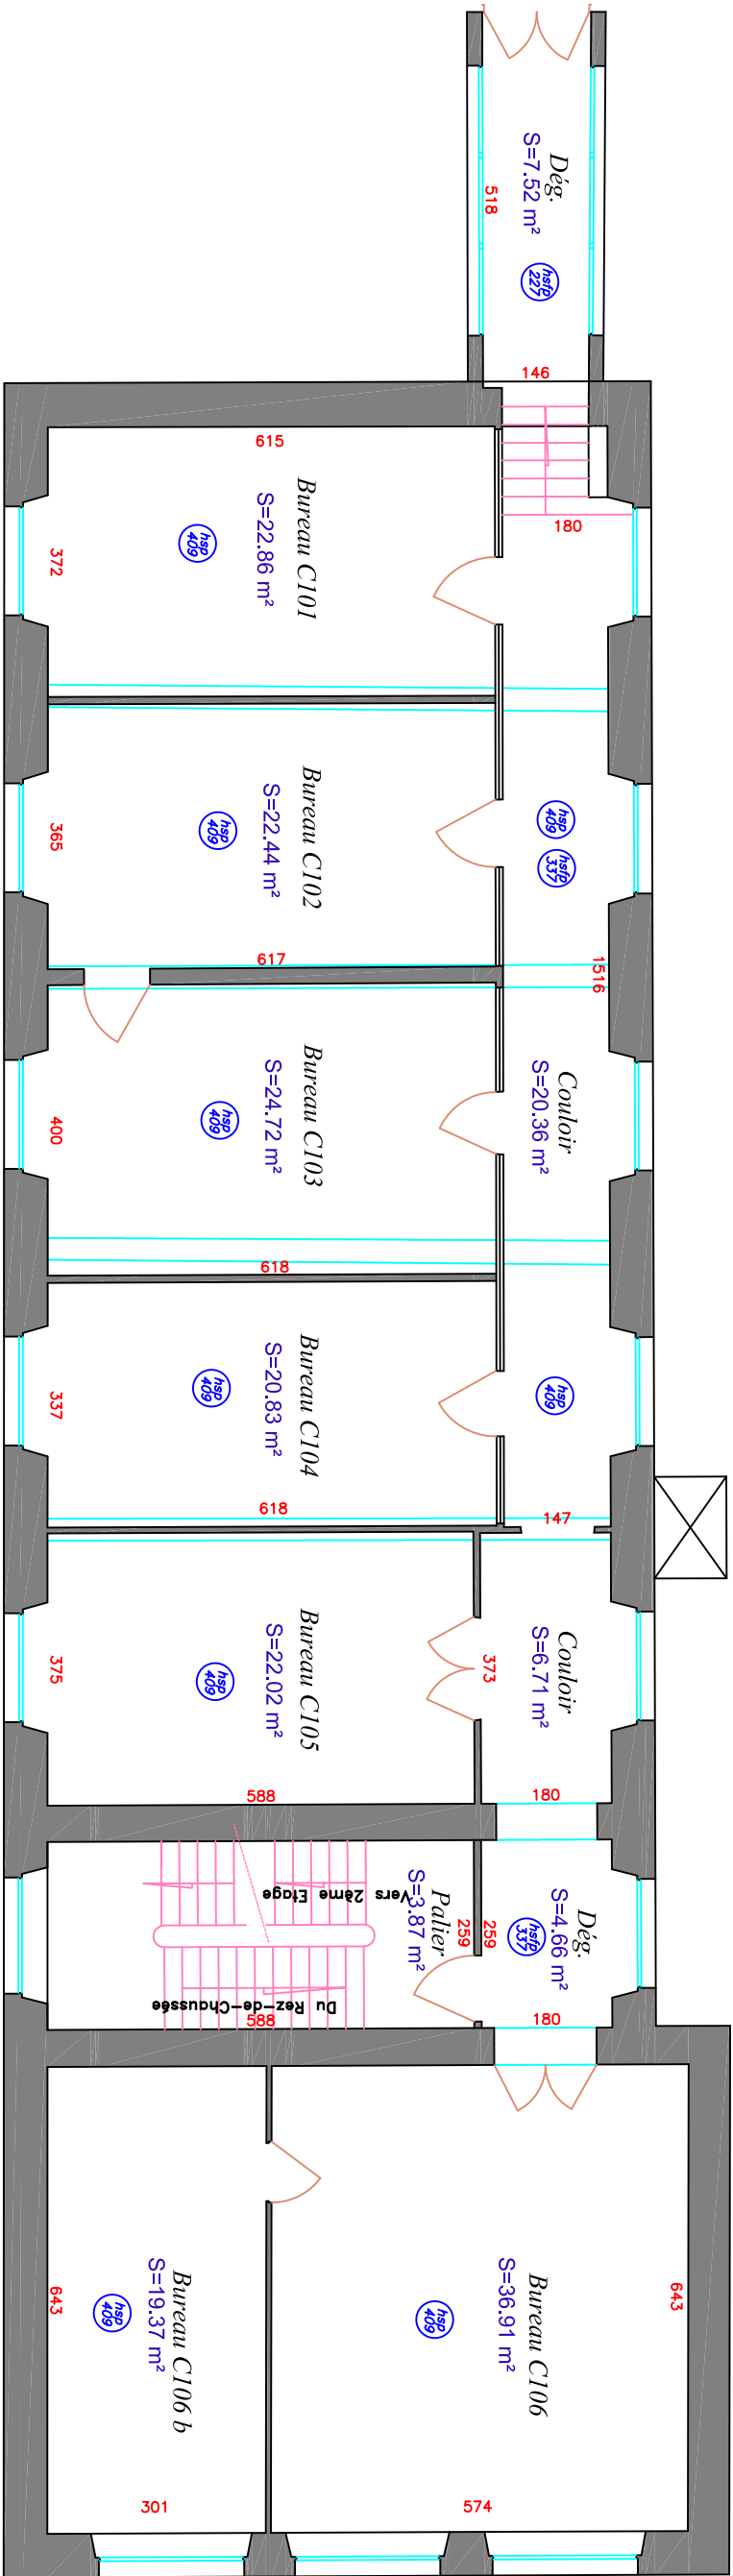 Dég.
S=7.52 m²
518
hsfp
227
146
180
615
Bureau C101
S=22.86 m²
hsp
409
372
Bureau C102
S=22.44 m²
hsp
409
365
617
hsp
409
hsfp
337
1516
Couloir
S=20.36 m²
Bureau C103
S=24.72 m²
hsp
409
400
618
Bureau C104
S=20.83 m²
hsp
409
337
618
hsp
409
147
Couloir
S=6.71 m²
373
180
Bureau C105
S=22.02 m²
hsp
409
375
588
Vers 2ème Etage
Du Rez-de-Chaussée
588
Palier
S=3.87 m²
259
259
Dég.
S=4.66 m²
hsfp
337
180
Bureau C106
S=36.91 m²
hsp
409
643
574
Bureau C106 b
S=19.37 m²
hsp
409
643
301